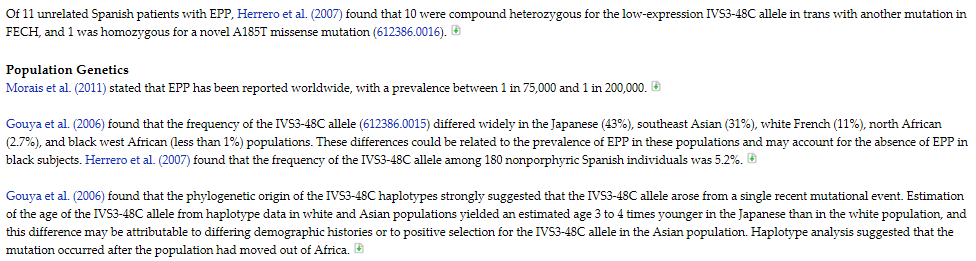 Of 11 unrelated Spanish patients with EPP, Herrero et al. (2007) found that 10 were compound heterozygous for the low-expression IVS3-48C allele in trans with another mutation in
FECH, and 1 was homozygous for a novel A185T missense mutation (612386.0016).
Population Genetics
Morais et al. (2011) stated that EPP has been reported worldwide, with a prevalence between 1 in 75,000 and 1 in 200,000.
Gouya et al. (2006) found that the frequency of the IVS3-48C allele (612386.0015) differed widely in the Japanese (43%), southeast Asian (31%), white French (11%), north African
(2.7%), and black west African (less than 1%) populations. These differences could be related to the prevalence of EPP in these populations and may account for the absence of EPP in
black subjects. Herrero et al. (2007) found that the frequency of the IVS3-48C allele among 180 nonporphyric Spanish individuals was 5.2%.
Gouya et al. (2006) found that the phylogenetic origin of the IVS3-48C haplotypes strongly suggested that the IVS3-48C allele arose from a single recent mutational event. Estimation
of the age of the IVS3-48C allele from haplotype data in white and Asian populations yielded an estimated age 3 to 4 times younger in the Japanese than in the white population, and
this difference may be attributable to differing demographic histories or to positive selection for the IVS3-48C allele in the Asian population. Haplotype analysis suggested that the
mutation occurred after the population had moved out of Africa.